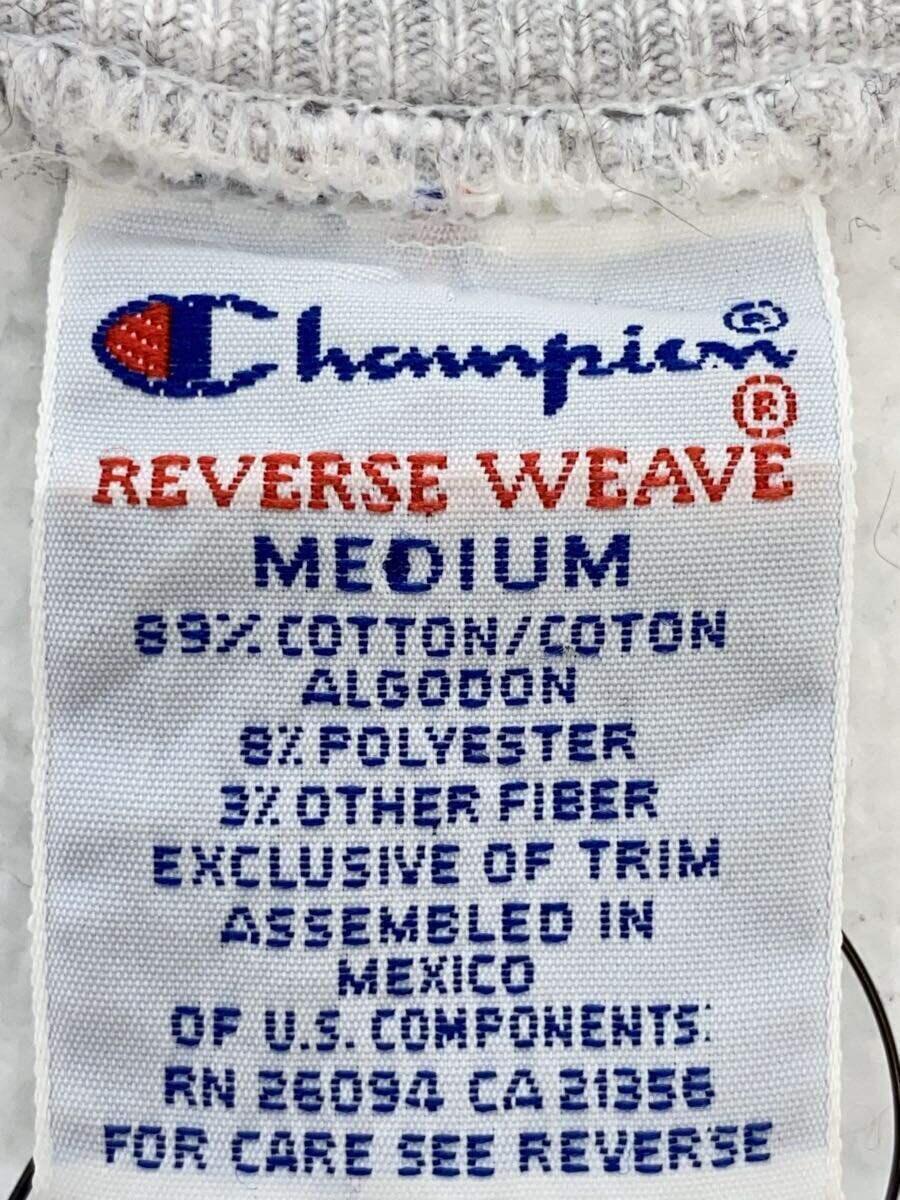 Champion®
®
REVERSE WEAVE
MEDIUM
89% COTTON/COTON
ALGODON
8% POLYESTER
3% OTHER FIBER
EXCLUSIVE OF TRIM
ASSEMBLED IN
MEXICO
OF U.S. COMPONENTS:
RN 26094 CA 21356
FOR CARE SEE REVERSE